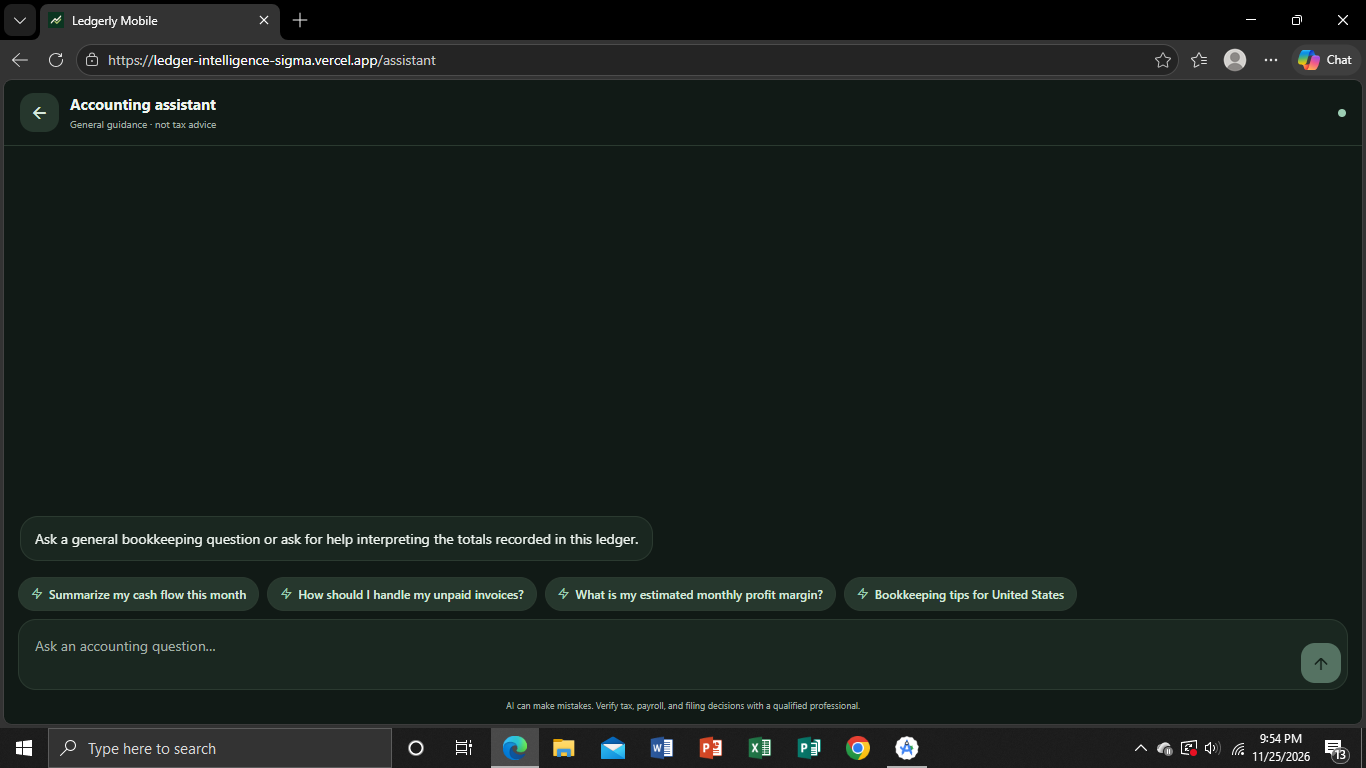 Ledgerly Mobile
https://ledger-intelligence-sigma.vercel.app/assistant
Chat
Accounting assistant
General guidance · not tax advice
Ask a general bookkeeping question or ask for help interpreting the totals recorded in this ledger.
Summarize my cash flow this month
How should I handle my unpaid invoices?
What is my estimated monthly profit margin?
Bookkeeping tips for United States
Ask an accounting question...
AI can make mistakes. Verify tax, payroll, and filing decisions with a qualified professional.
Type here to search
9:54 PM
11/25/2026
13